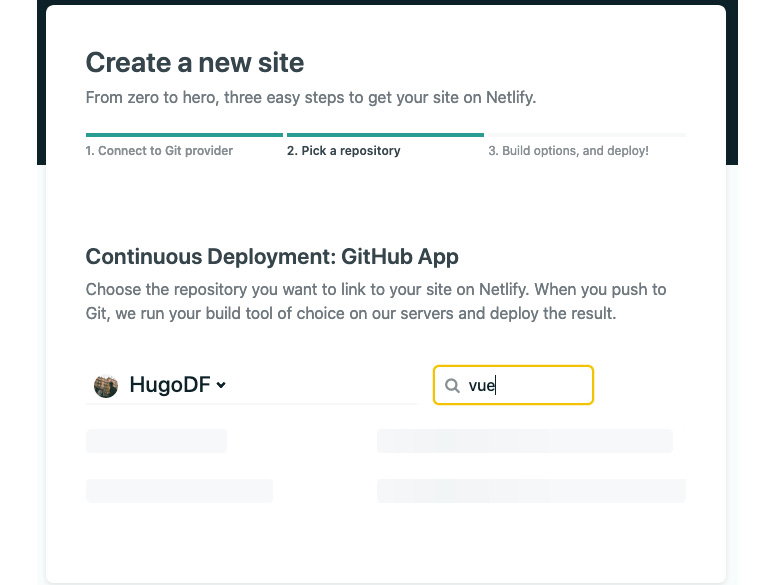 Create a new site
From zero to hero, three easy steps to get your site on Netlify.
1. Connect to Git provider
2. Pick a repository
3. Build options, and deploy!
Continuous Deployment: GitHub App
Choose the repository you want to link to your site on Netlify. When you push to
Git, we run your build tool of choice on our servers and deploy the result.
HugoDF
vue